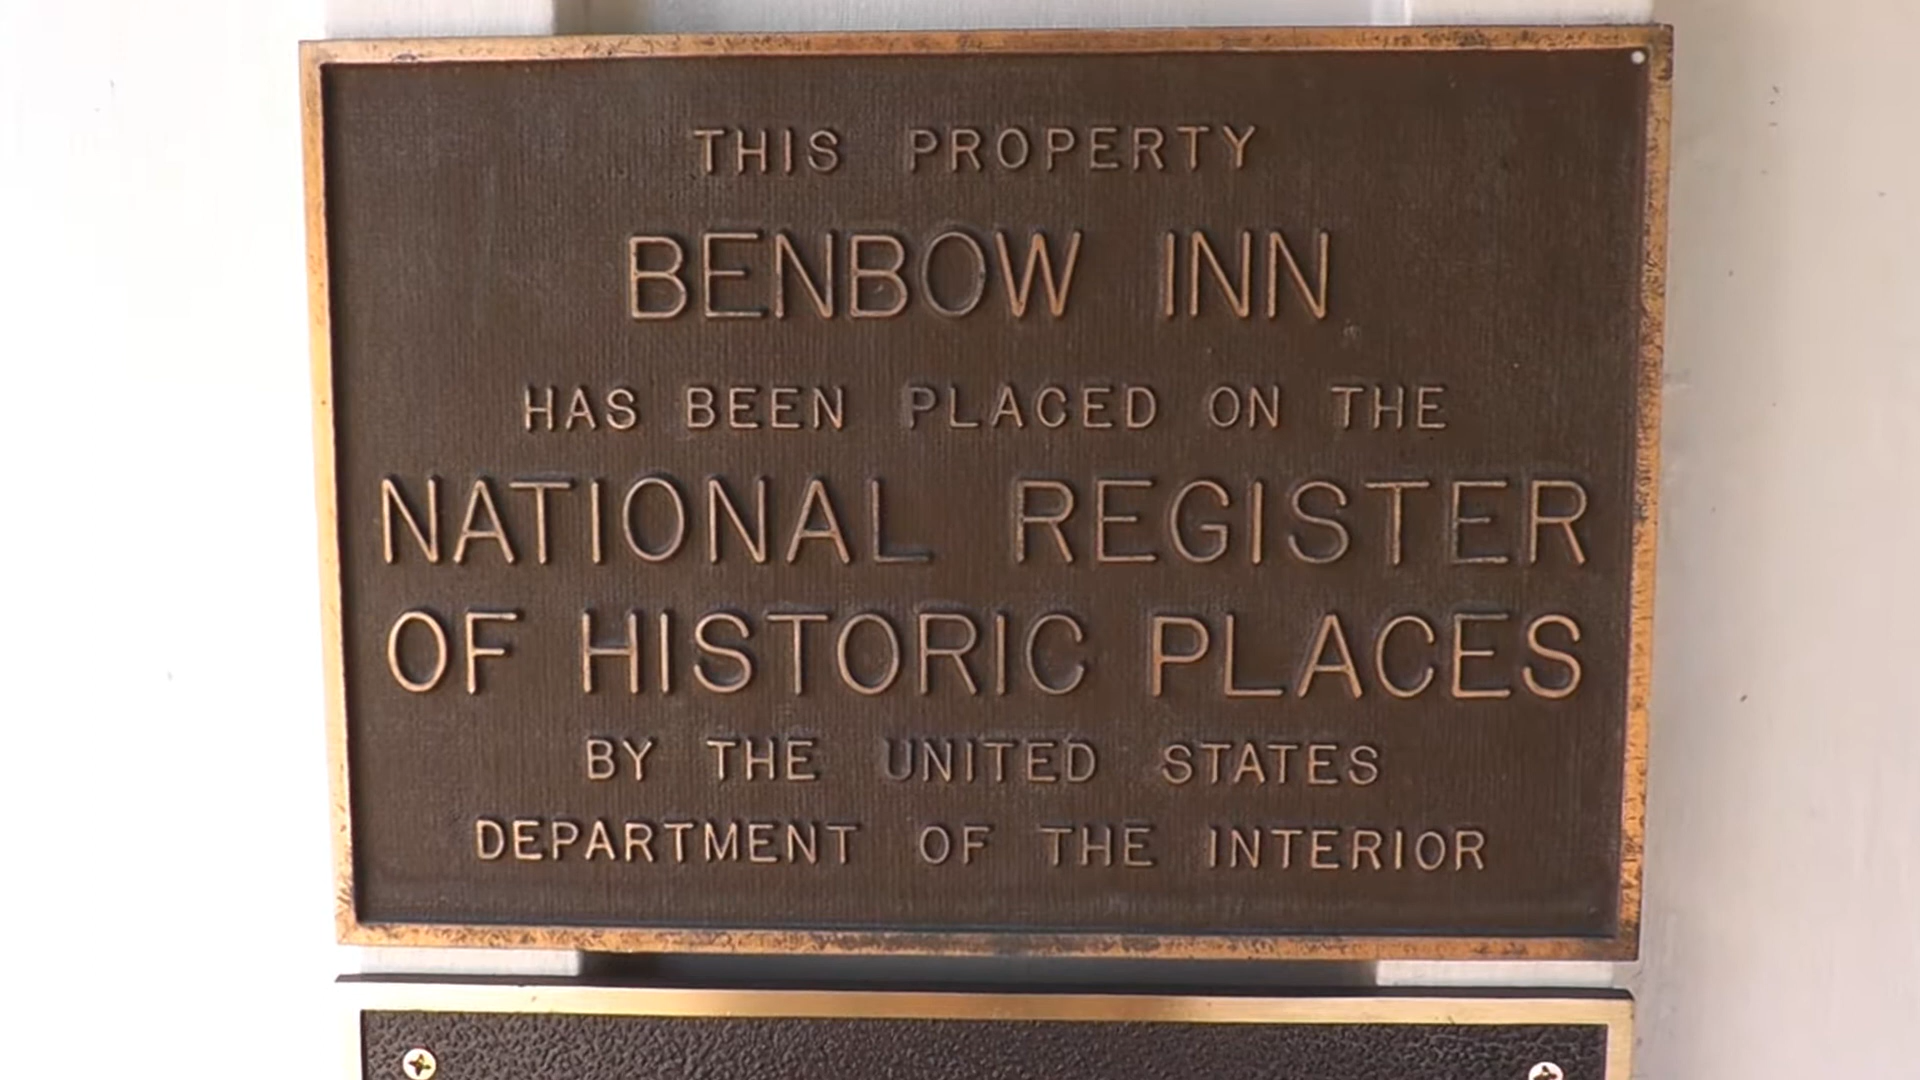 THIS PROPERTY
BENBOW INN
HAS BEEN PLACED ON THE
NATIONAL REGISTER
OF HISTORIC PLACES
BY THE UNITED STATES
DEPARTMENT OF THE INTERIOR